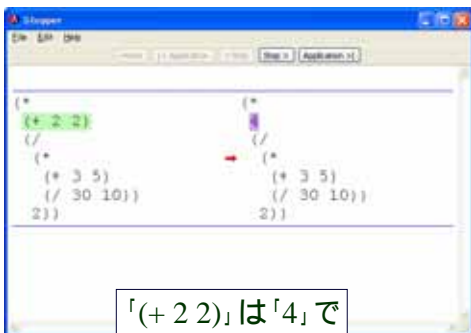 Stepper
File Edit Help
Step > Application >|
(*
(+ 2 2)
(/
(*
(+ 3 5)
(/ 30 10))
2))
(*
4
(/
(*
(+ 3 5)
(/ 30 10))
2))
「(+ 2 2)」は「4」で